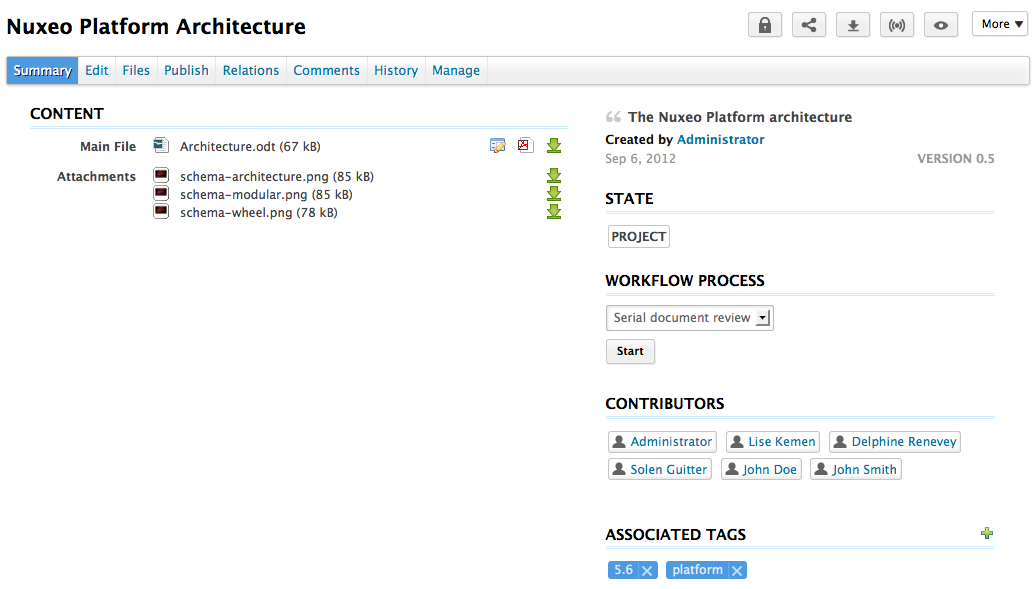 Nuxeo Platform Architecture
More
Summary Edit Files Publish Relations Comments History Manage
CONTENT
Main File Architecture.odt (67 kB)
Attachments schema-architecture.png (85 kB)
schema-modular.png (85 kB)
schema-wheel.png (78 kB)
The Nuxeo Platform architecture
Created by Administrator
Sep 6, 2012 VERSION 0.5
STATE
PROJECT
WORKFLOW PROCESS
Serial document review
Start
CONTRIBUTORS
Administrator Lise Kemen Delphine Renevey
Solen Guitter John Doe John Smith
ASSOCIATED TAGS
5.6 platform